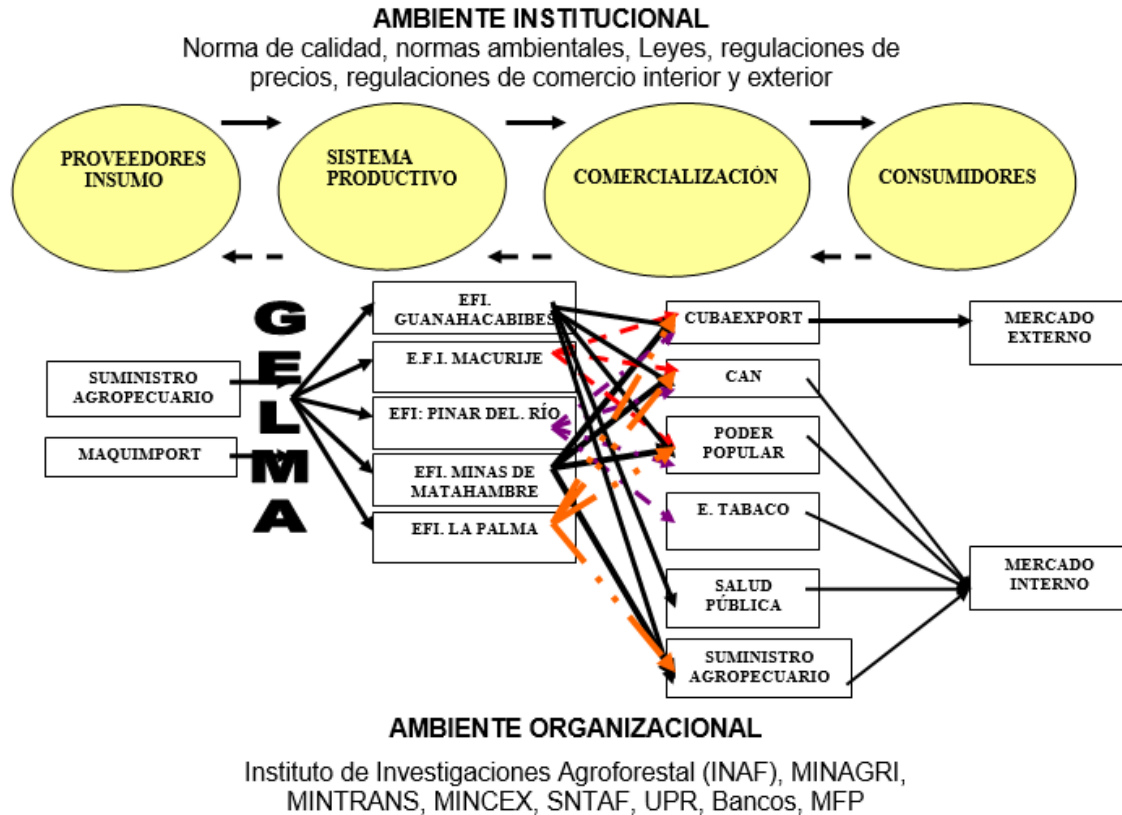 AMBIENTE INSTITUCIONAL
Norma de calidad, normas ambientales, Leyes, regulaciones de
precios, regulaciones de comercio interior y exterior
PROVEEDORES
INSUMO
SISTEMA
PRODUCTIVO
COMERCIALIZACIÓN
CONSUMIDORES
SUMINISTRO
AGROPECUARIO
MAQUIMPORT
GELMA
EFI.
GUANAHACABIBES
E.F.I. MACURIJE
EFI: PINAR DEL. RÍO
EFI. MINAS DE
MATAHAMBRE
EFI. LA PALMA
CUBAEXPORT
CAN
PODER
POPULAR
E. TABACO
SALUD
PÚBLICA
SUMINISTRO
AGROPECUARIO
MERCADO
EXTERNO
MERCADO
INTERNO
AMBIENTE ORGANIZACIONAL
Instituto de Investigaciones Agroforestal (INAF), MINAGRI,
MINTRANS, MINCEX, SNTAF, UPR, Bancos, MFP